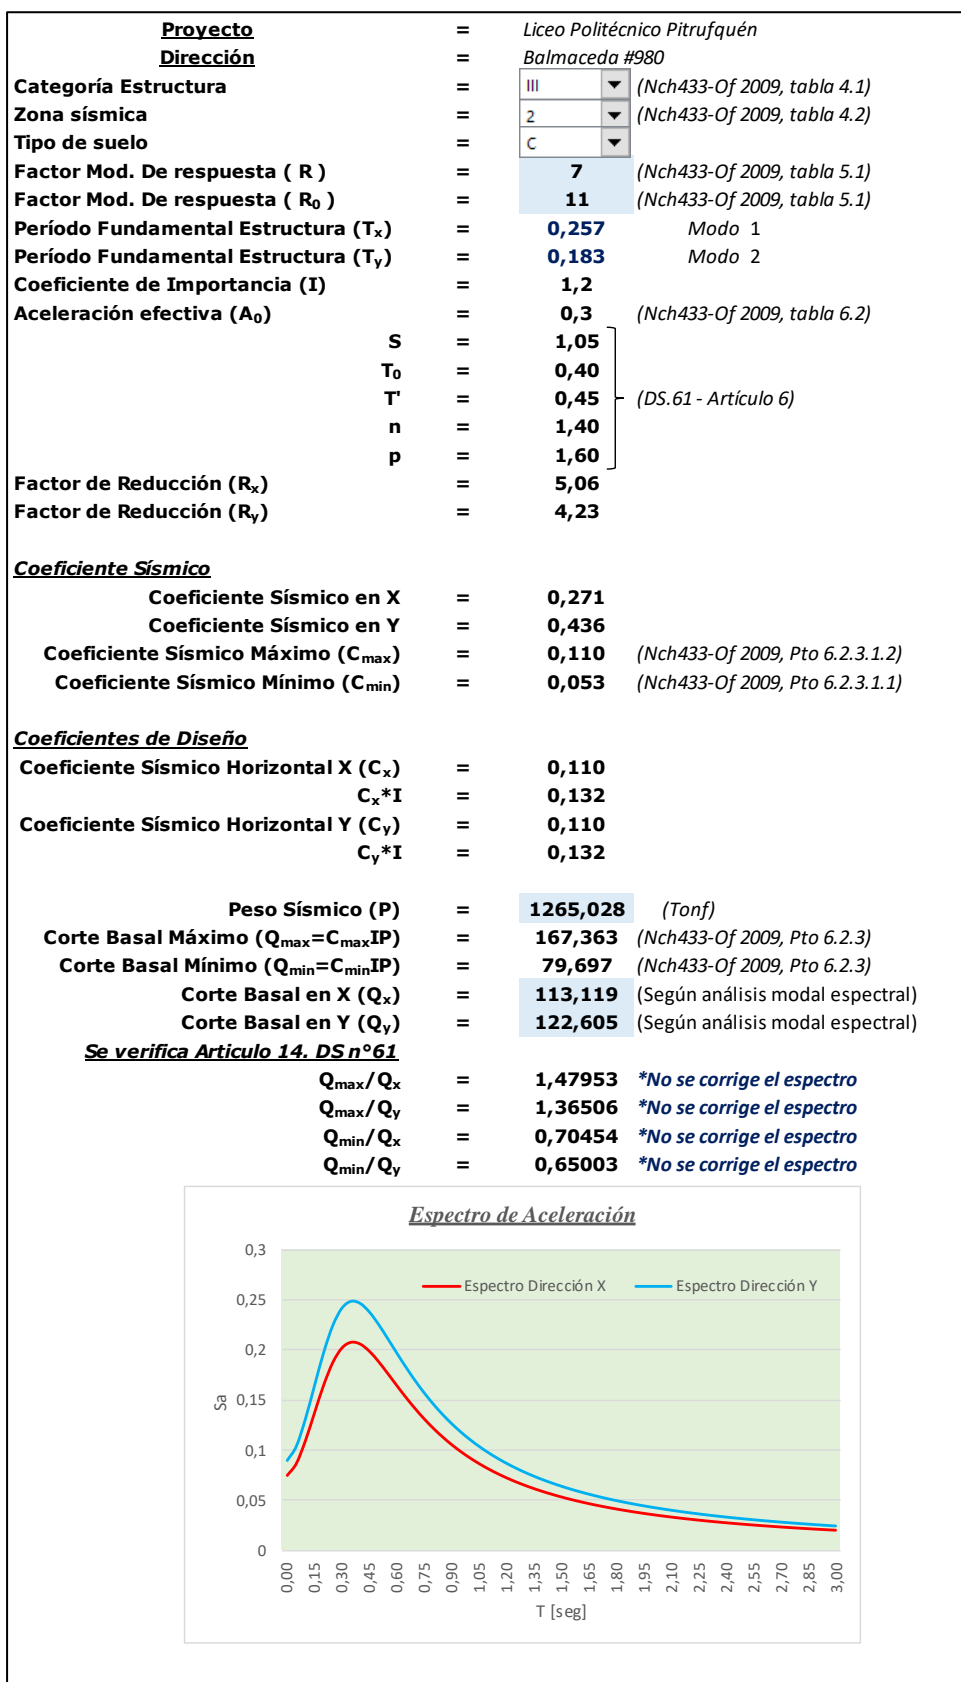 Proyecto = Liceo Politécnico Pitrufquén
Dirección = Balmaceda #980
Categoría Estructura = III (Nch433-Of 2009, tabla 4.1)
Zona sísmica = 2 (Nch433-Of 2009, tabla 4.2)
Tipo de suelo = C
Factor Mod. De respuesta ( R ) = 7 (Nch433-Of 2009, tabla 5.1)
Factor Mod. De respuesta ( R₀ ) = 11 (Nch433-Of 2009, tabla 5.1)
Período Fundamental Estructura (Tₓ) = 0,257 Modo 1
Período Fundamental Estructura (Ty) = 0,183 Modo 2
Coeficiente de Importancia (I) = 1,2
Aceleración efectiva (A₀) = 0,3 (Nch433-Of 2009, tabla 6.2)
S = 1,05
T₀ = 0,40
T' = 0,45 (DS.61 - Artículo 6)
n = 1,40
p = 1,60
Factor de Reducción (Rₓ) = 5,06
Factor de Reducción (Ry) = 4,23
Coeficiente Sísmico
Coeficiente Sísmico en X = 0,271
Coeficiente Sísmico en Y = 0,436
Coeficiente Sísmico Máximo (Cmax) = 0,110 (Nch433-Of 2009, Pto 6.2.3.1.2)
Coeficiente Sísmico Mínimo (Cmin) = 0,053 (Nch433-Of 2009, Pto 6.2.3.1.1)
Coeficientes de Diseño
Coeficiente Sísmico Horizontal X (Cₓ) = 0,110
Cₓ*I = 0,132
Coeficiente Sísmico Horizontal Y (Cy) = 0,110
Cy*I = 0,132
Peso Sísmico (P) = 1265,028 (Tonf)
Corte Basal Máximo (Qmax=CmaxIP) = 167,363 (Nch433-Of 2009, Pto 6.2.3)
Corte Basal Mínimo (Qmin=CminIP) = 79,697 (Nch433-Of 2009, Pto 6.2.3)
Corte Basal en X (Qₓ) = 113,119 (Según análisis modal espectral)
Corte Basal en Y (Qy) = 122,605 (Según análisis modal espectral)
Se verifica Articulo 14. DS n°61
Qmax/Qₓ = 1,47953 *No se corrige el espectro
Qmax/Qy = 1,36506 *No se corrige el espectro
Qmin/Qₓ = 0,70454 *No se corrige el espectro
Qmin/Qy = 0,65003 *No se corrige el espectro
Espectro de Aceleración
Espectro Dirección X Espectro Dirección Y
0,3
0,25
0,2
0,15
0,1
0,05
0
Sa
0,00 0,15 0,30 0,45 0,60 0,75 0,90 1,05 1,20 1,35 1,50 1,65 1,80 1,95 2,10 2,25 2,40 2,55 2,70 2,85 3,00
T [seg]